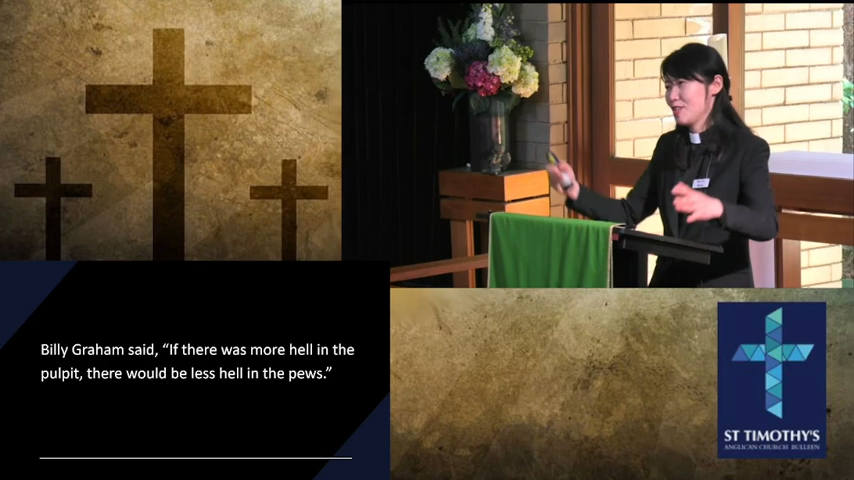 Billy Graham said, “If there was more hell in the
pulpit, there would be less hell in the pews.”
ST TIMOTHY'S
ANGLICAN CHURCH BULLEEN